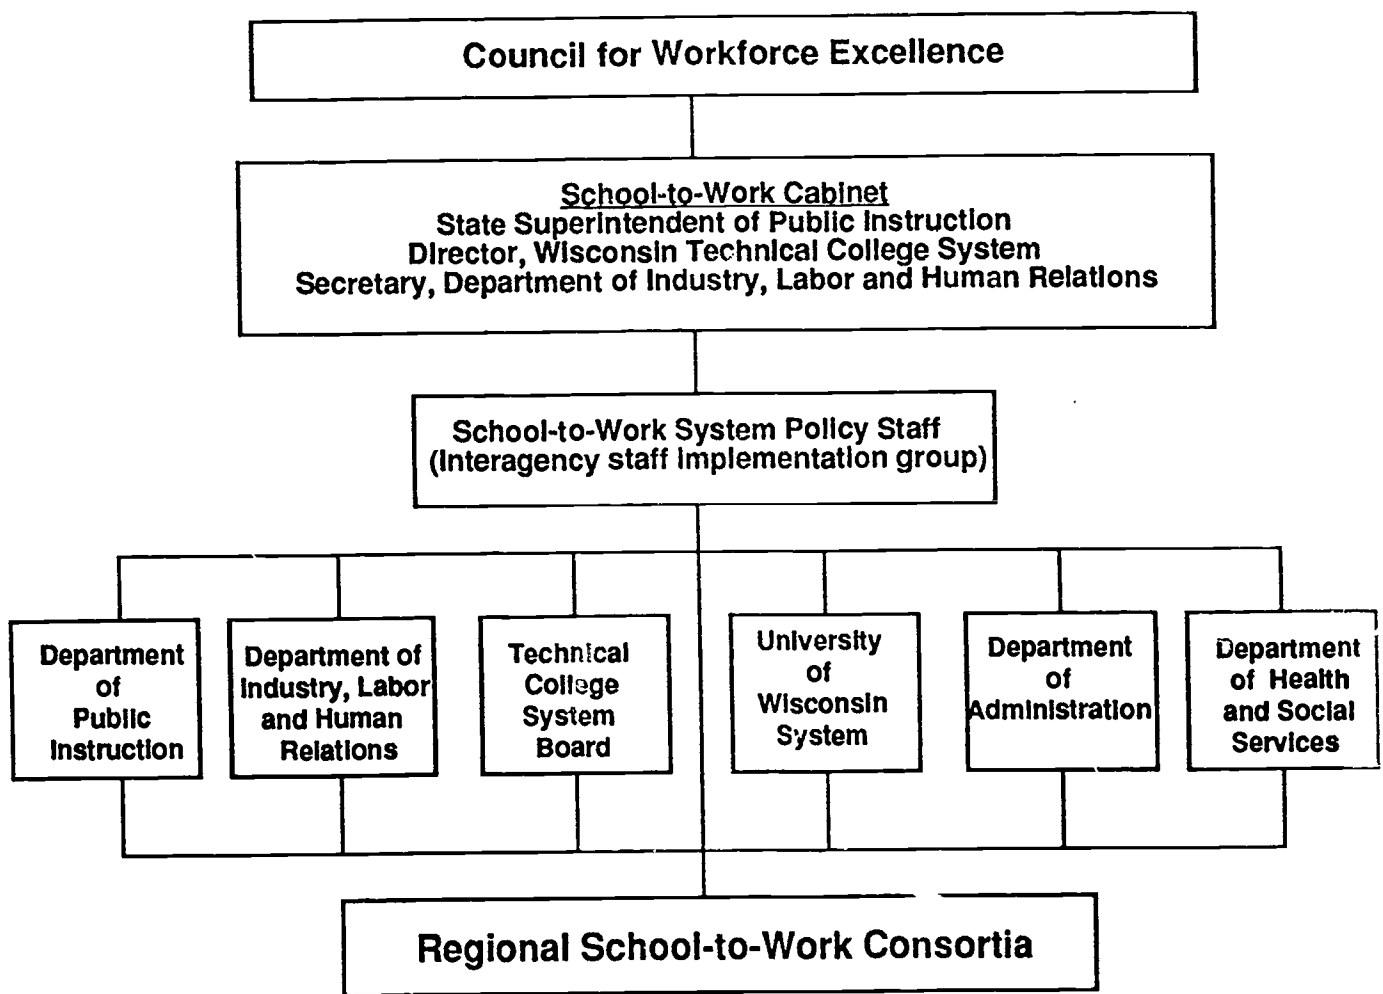 Council for Workforce Excellence
School-to-Work Cabinet
State Superintendent of Public Instruction
Director, Wisconsin Technical College System
Secretary, Department of Industry, Labor and Human Relations
School-to-Work System Policy Staff
(Interagency staff implementation group)
Department
of
Public
Instruction
Department of
Industry, Labor
and Human
Relations
Technical
College
System
Board
University
of
Wisconsin
System
Department
of
Administration
Department
of Health
and Social
Services
Regional School-to-Work Consortia